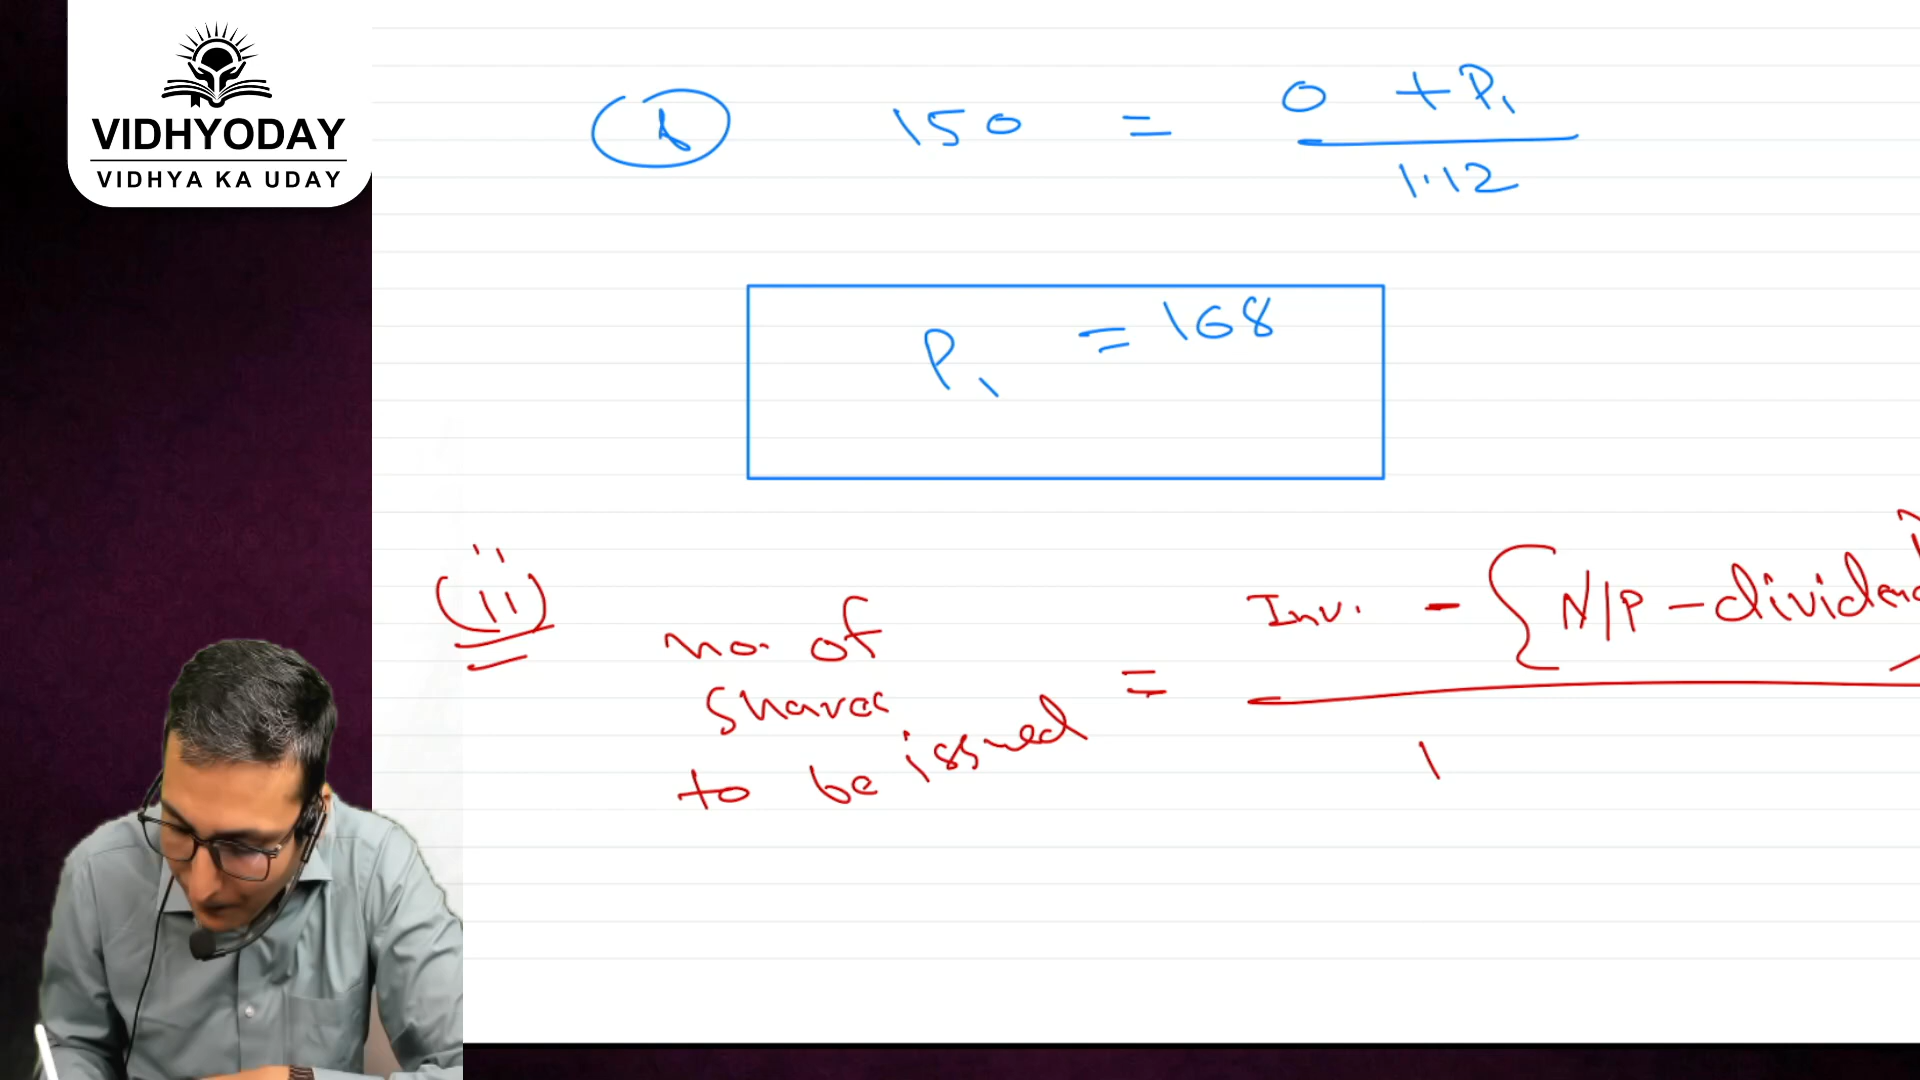 VIDHYODAY
VIDHYA KA UDAY
150 = 0 + P₁
1.12
P₁ = 168
(ii)
no. of
shares
to be issued
=
Inv. - {N/P - dividend}
1